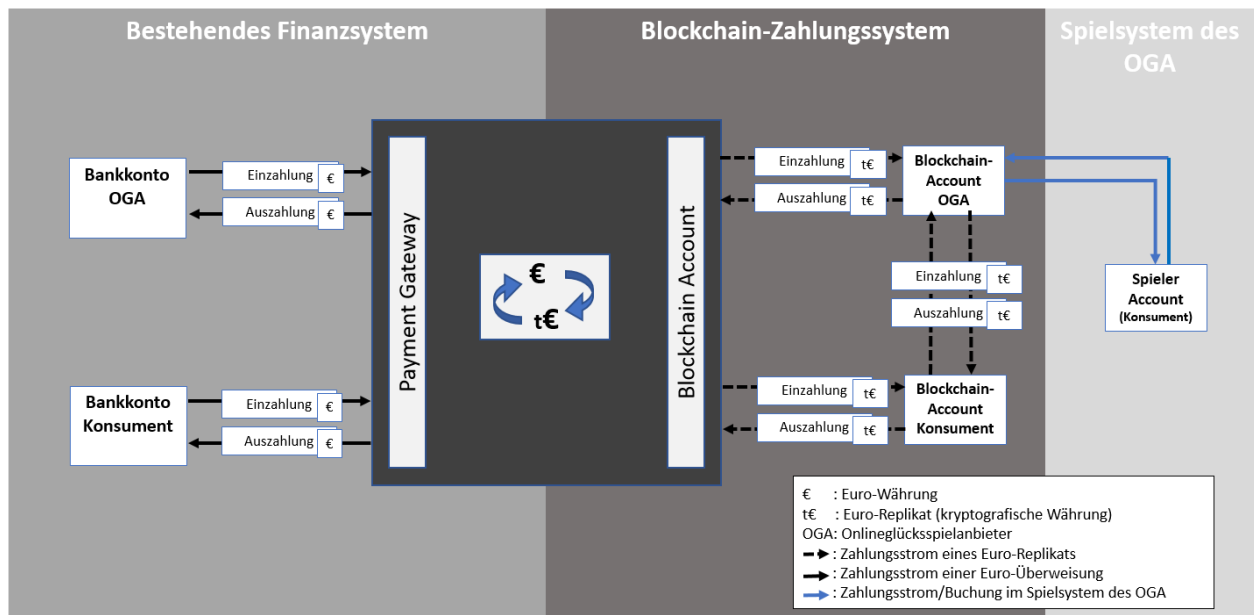 Bestehendes Finanzsystem
Blockchain-Zahlungssystem
Spielsystem des
OGA
Bankkonto
OGA
Einzahlung €
Auszahlung €
Bankkonto
Konsument
Einzahlung €
Auszahlung €
Payment Gateway
€
t€
Blockchain Account
Einzahlung t€
Auszahlung t€
Blockchain-
Account
OGA
Einzahlung t€
Auszahlung t€
Einzahlung t€
Auszahlung t€
Blockchain-
Account
Konsument
Spieler
Account
(Konsument)
€ : Euro-Währung
t€ : Euro-Replikat (kryptografische Währung)
OGA: Onlineglücksspielanbieter
: Zahlungsstrom eines Euro-Replikats
: Zahlungsstrom einer Euro-Überweisung
: Zahlungsstrom/Buchung im Spielsystem des OGA